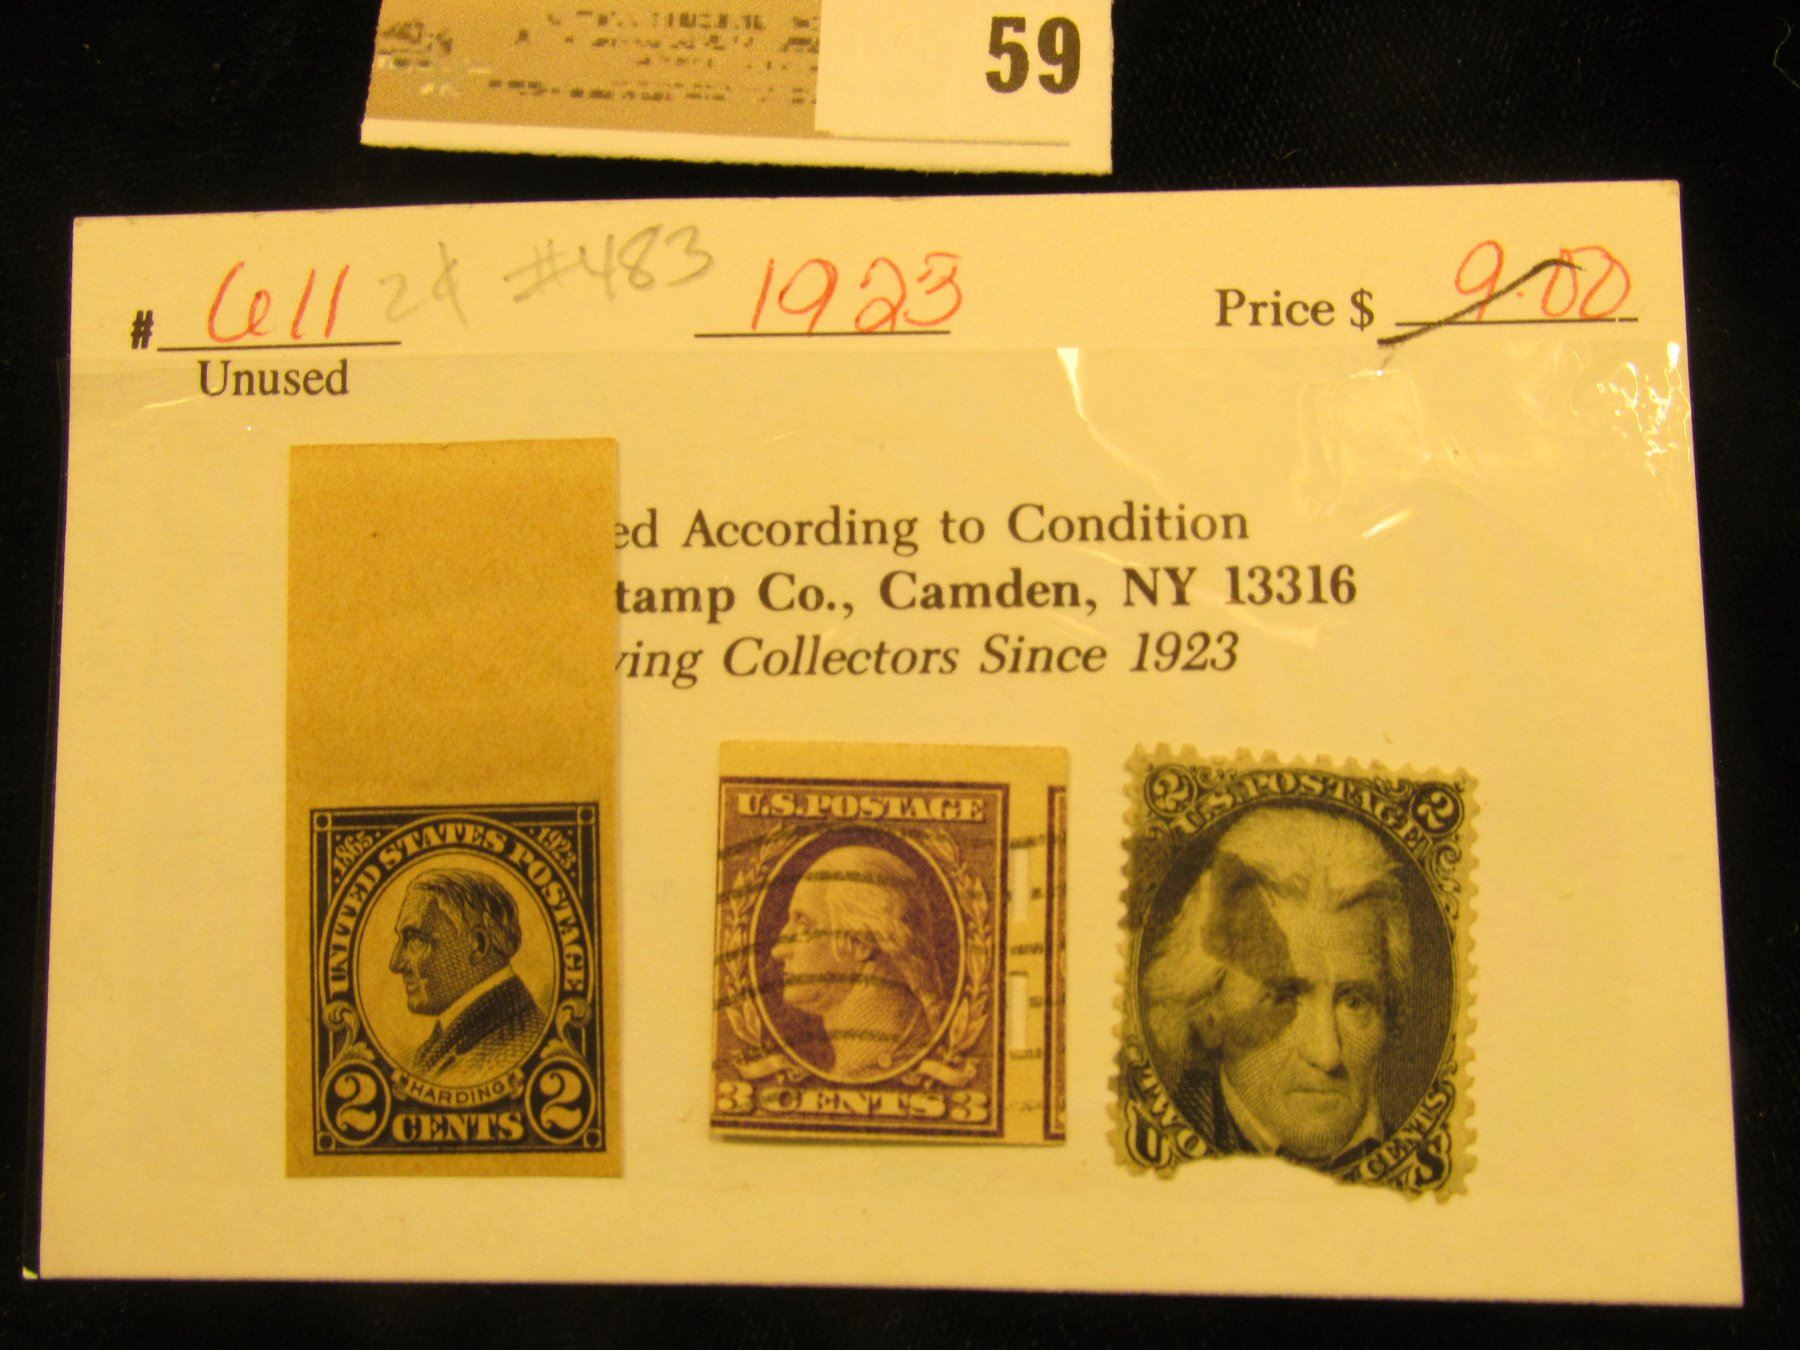 59
# 611 2¢ #483 1923 Price $ 9.00
Unused
ed According to Condition
tamp Co., Camden, NY 13316
ving Collectors Since 1923
1865 1923
UNITED STATES POSTAGE
HARDING
2 CENTS 2
U.S. POSTAGE
3 CENTS 3
2 U.S. POSTAGE 2
U TWO CENTS S